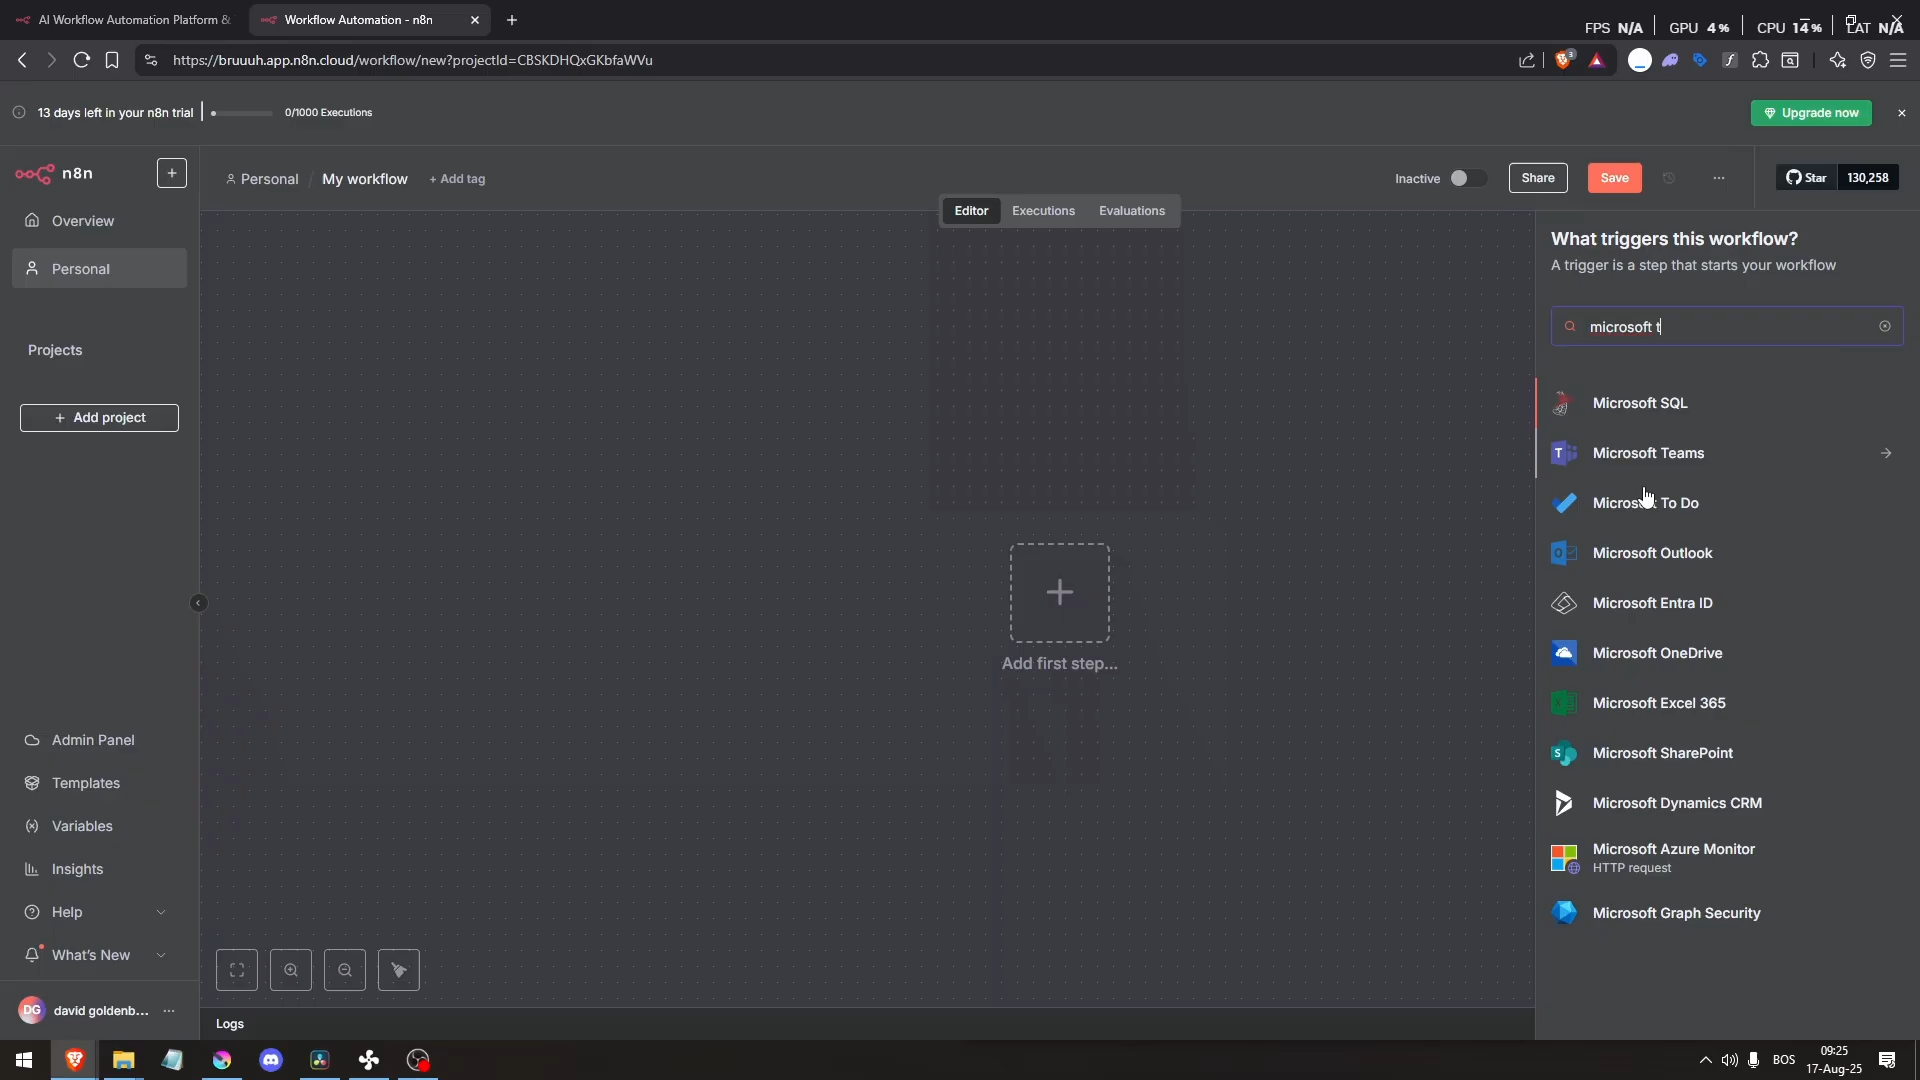 AI Workflow Automation Platform &
Workflow Automation - n8n
FPS N/A GPU 4% CPU 14% LAT N/A
https://bruuuh.app.n8n.cloud/workflow/new?projectId=CBSKDHQxGKbfaWVu
3
13 days left in your n8n trial
0/1000 Executions
Upgrade now
n8n
Personal / My workflow + Add tag
Inactive
Share
Save
Star 130,258
Editor Executions Evaluations
Overview
Personal
Projects
+ Add project
What triggers this workflow?
A trigger is a step that starts your workflow
microsoft t
Microsoft SQL
Microsoft Teams
Microsoft To Do
Microsoft Outlook
Microsoft Entra ID
Microsoft OneDrive
Microsoft Excel 365
Microsoft SharePoint
Microsoft Dynamics CRM
Microsoft Azure Monitor
HTTP request
Microsoft Graph Security
Add first step...
Admin Panel
Templates
Variables
Insights
Help
What's New
DG david goldenb...
Logs
BOS
09:25
17-Aug-25